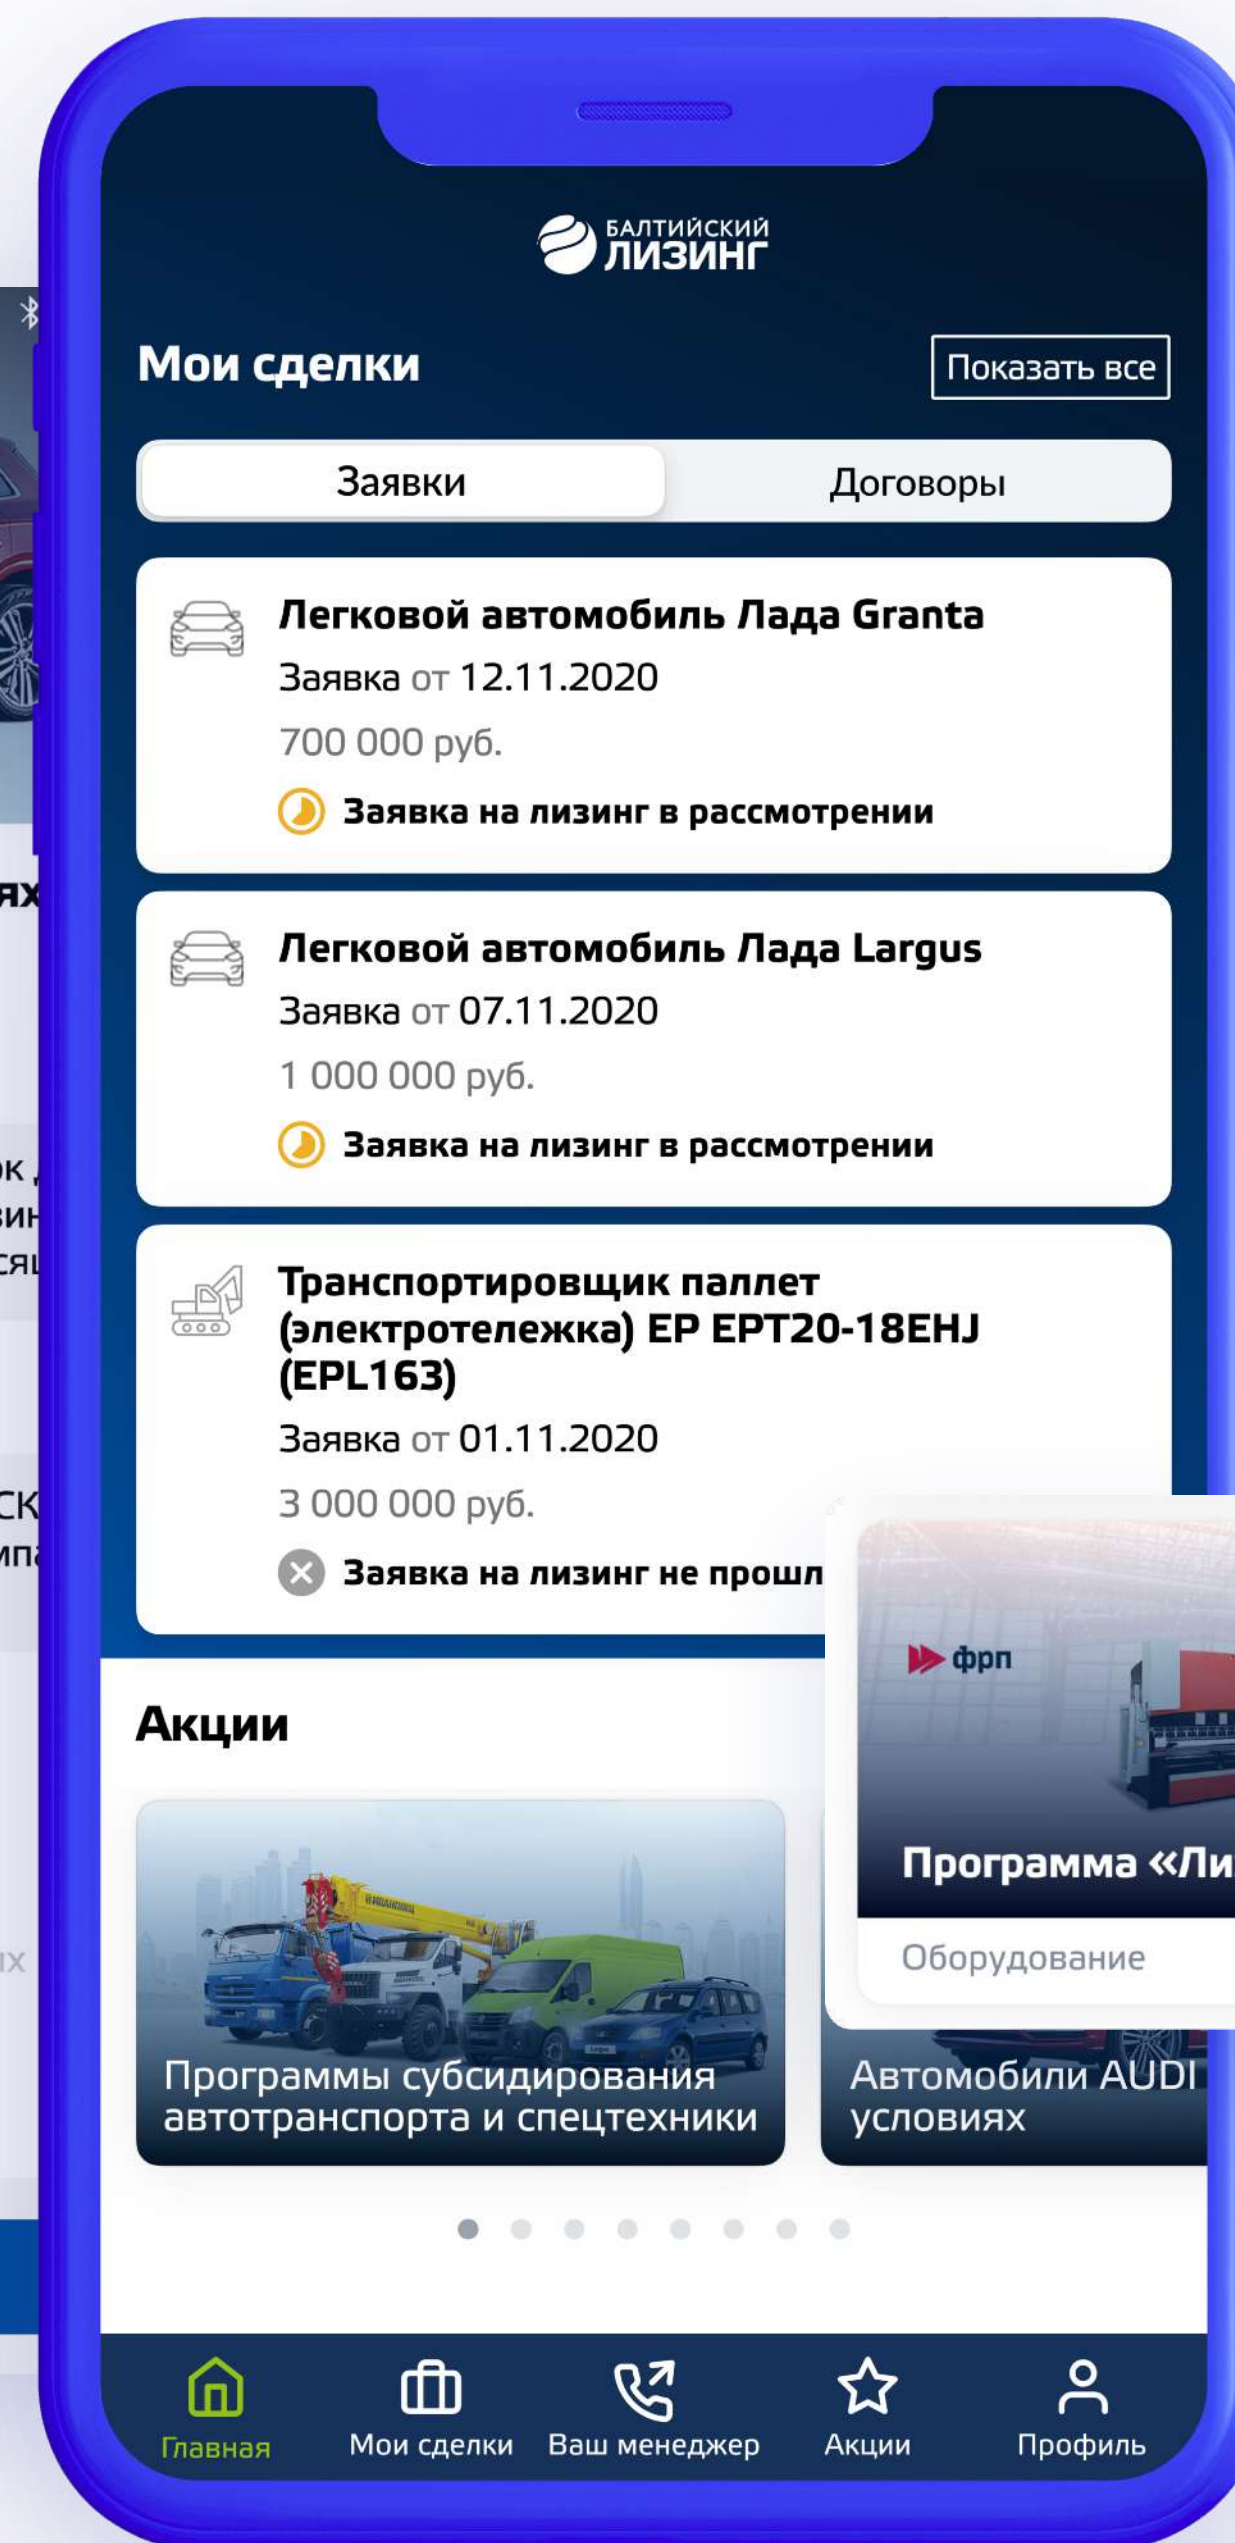 БАЛТИЙСКИЙ
ЛИЗИНГ
Мои сделки
Показать все
Заявки
Договоры
Легковой автомобиль Лада Granta
Заявка от 12.11.2020
700 000 руб.
Заявка на лизинг в рассмотрении
Легковой автомобиль Лада Largus
Заявка от 07.11.2020
1 000 000 руб.
Заявка на лизинг в рассмотрении
Транспортировщик паллет
(электротележка) EP EPT20-18EHJ
(EPL163)
Заявка от 01.11.2020
3 000 000 руб.
Заявка на лизинг не
фрп
Программа
Оборудование
Акции
Программы субсидирования
автотранспорта и спецтехники
Автомобили AUDI
условиях
Главная
Мои сделки
Ваш менеджер
Акции
Профиль